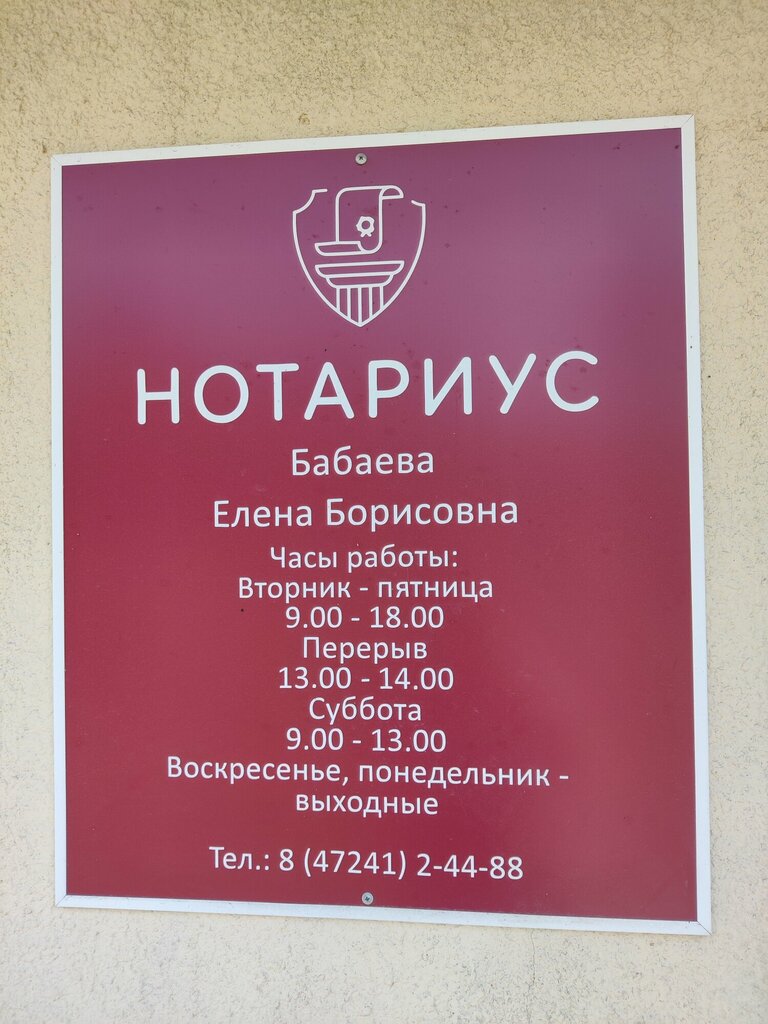 НОТАРИУС
Бабаева
Елена Борисовна
Часы работы:
Вторник - пятница
9.00 - 18.00
Перерыв
13.00 - 14.00
Суббота
9.00 - 13.00
Воскресенье, понедельник -
выходные
Тел.: 8 (47241) 2-44-88